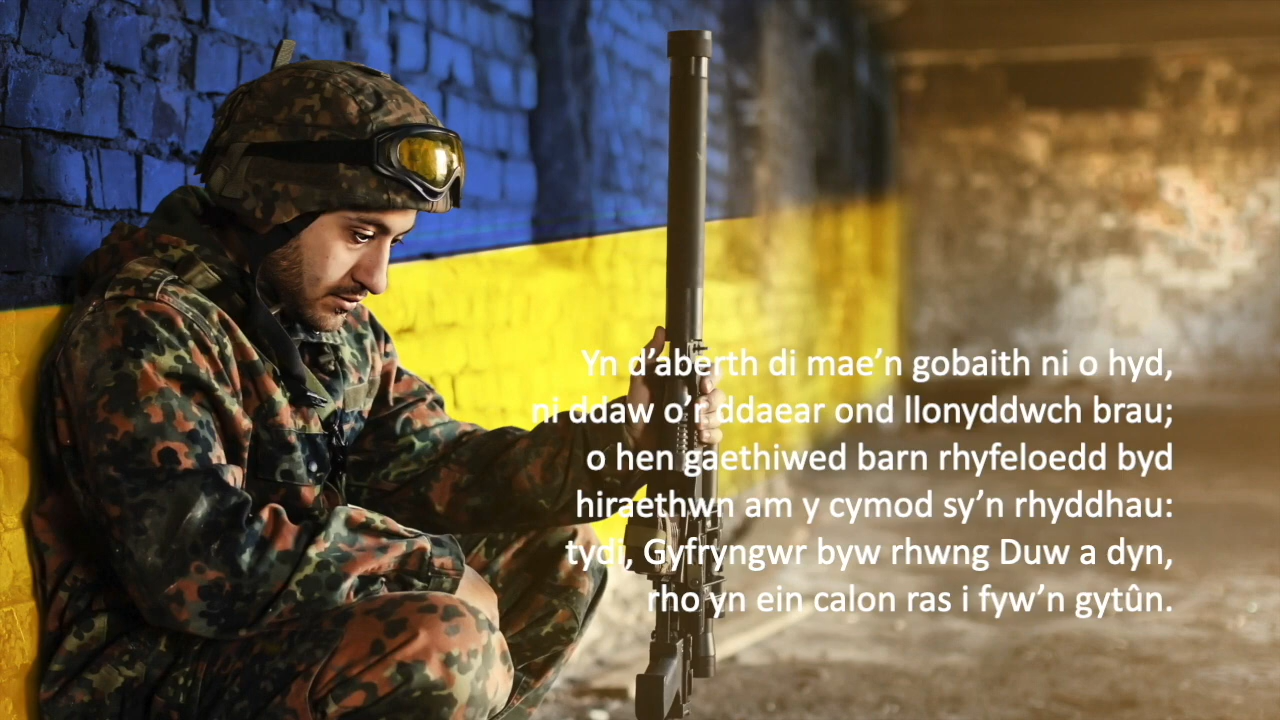 Yn d’aberth di mae’n gobaith ni o hyd,
ni ddaw o’r ddaear ond llonyddwch brau;
o hen gaethiwed barn rhyfeloedd byd
hiraethwn am y cymod sy’n rhyddhau:
tydi, Gyfryngwr byw rhwng Duw a dyn,
rho yn ein calon ras i fyw’n gytûn.